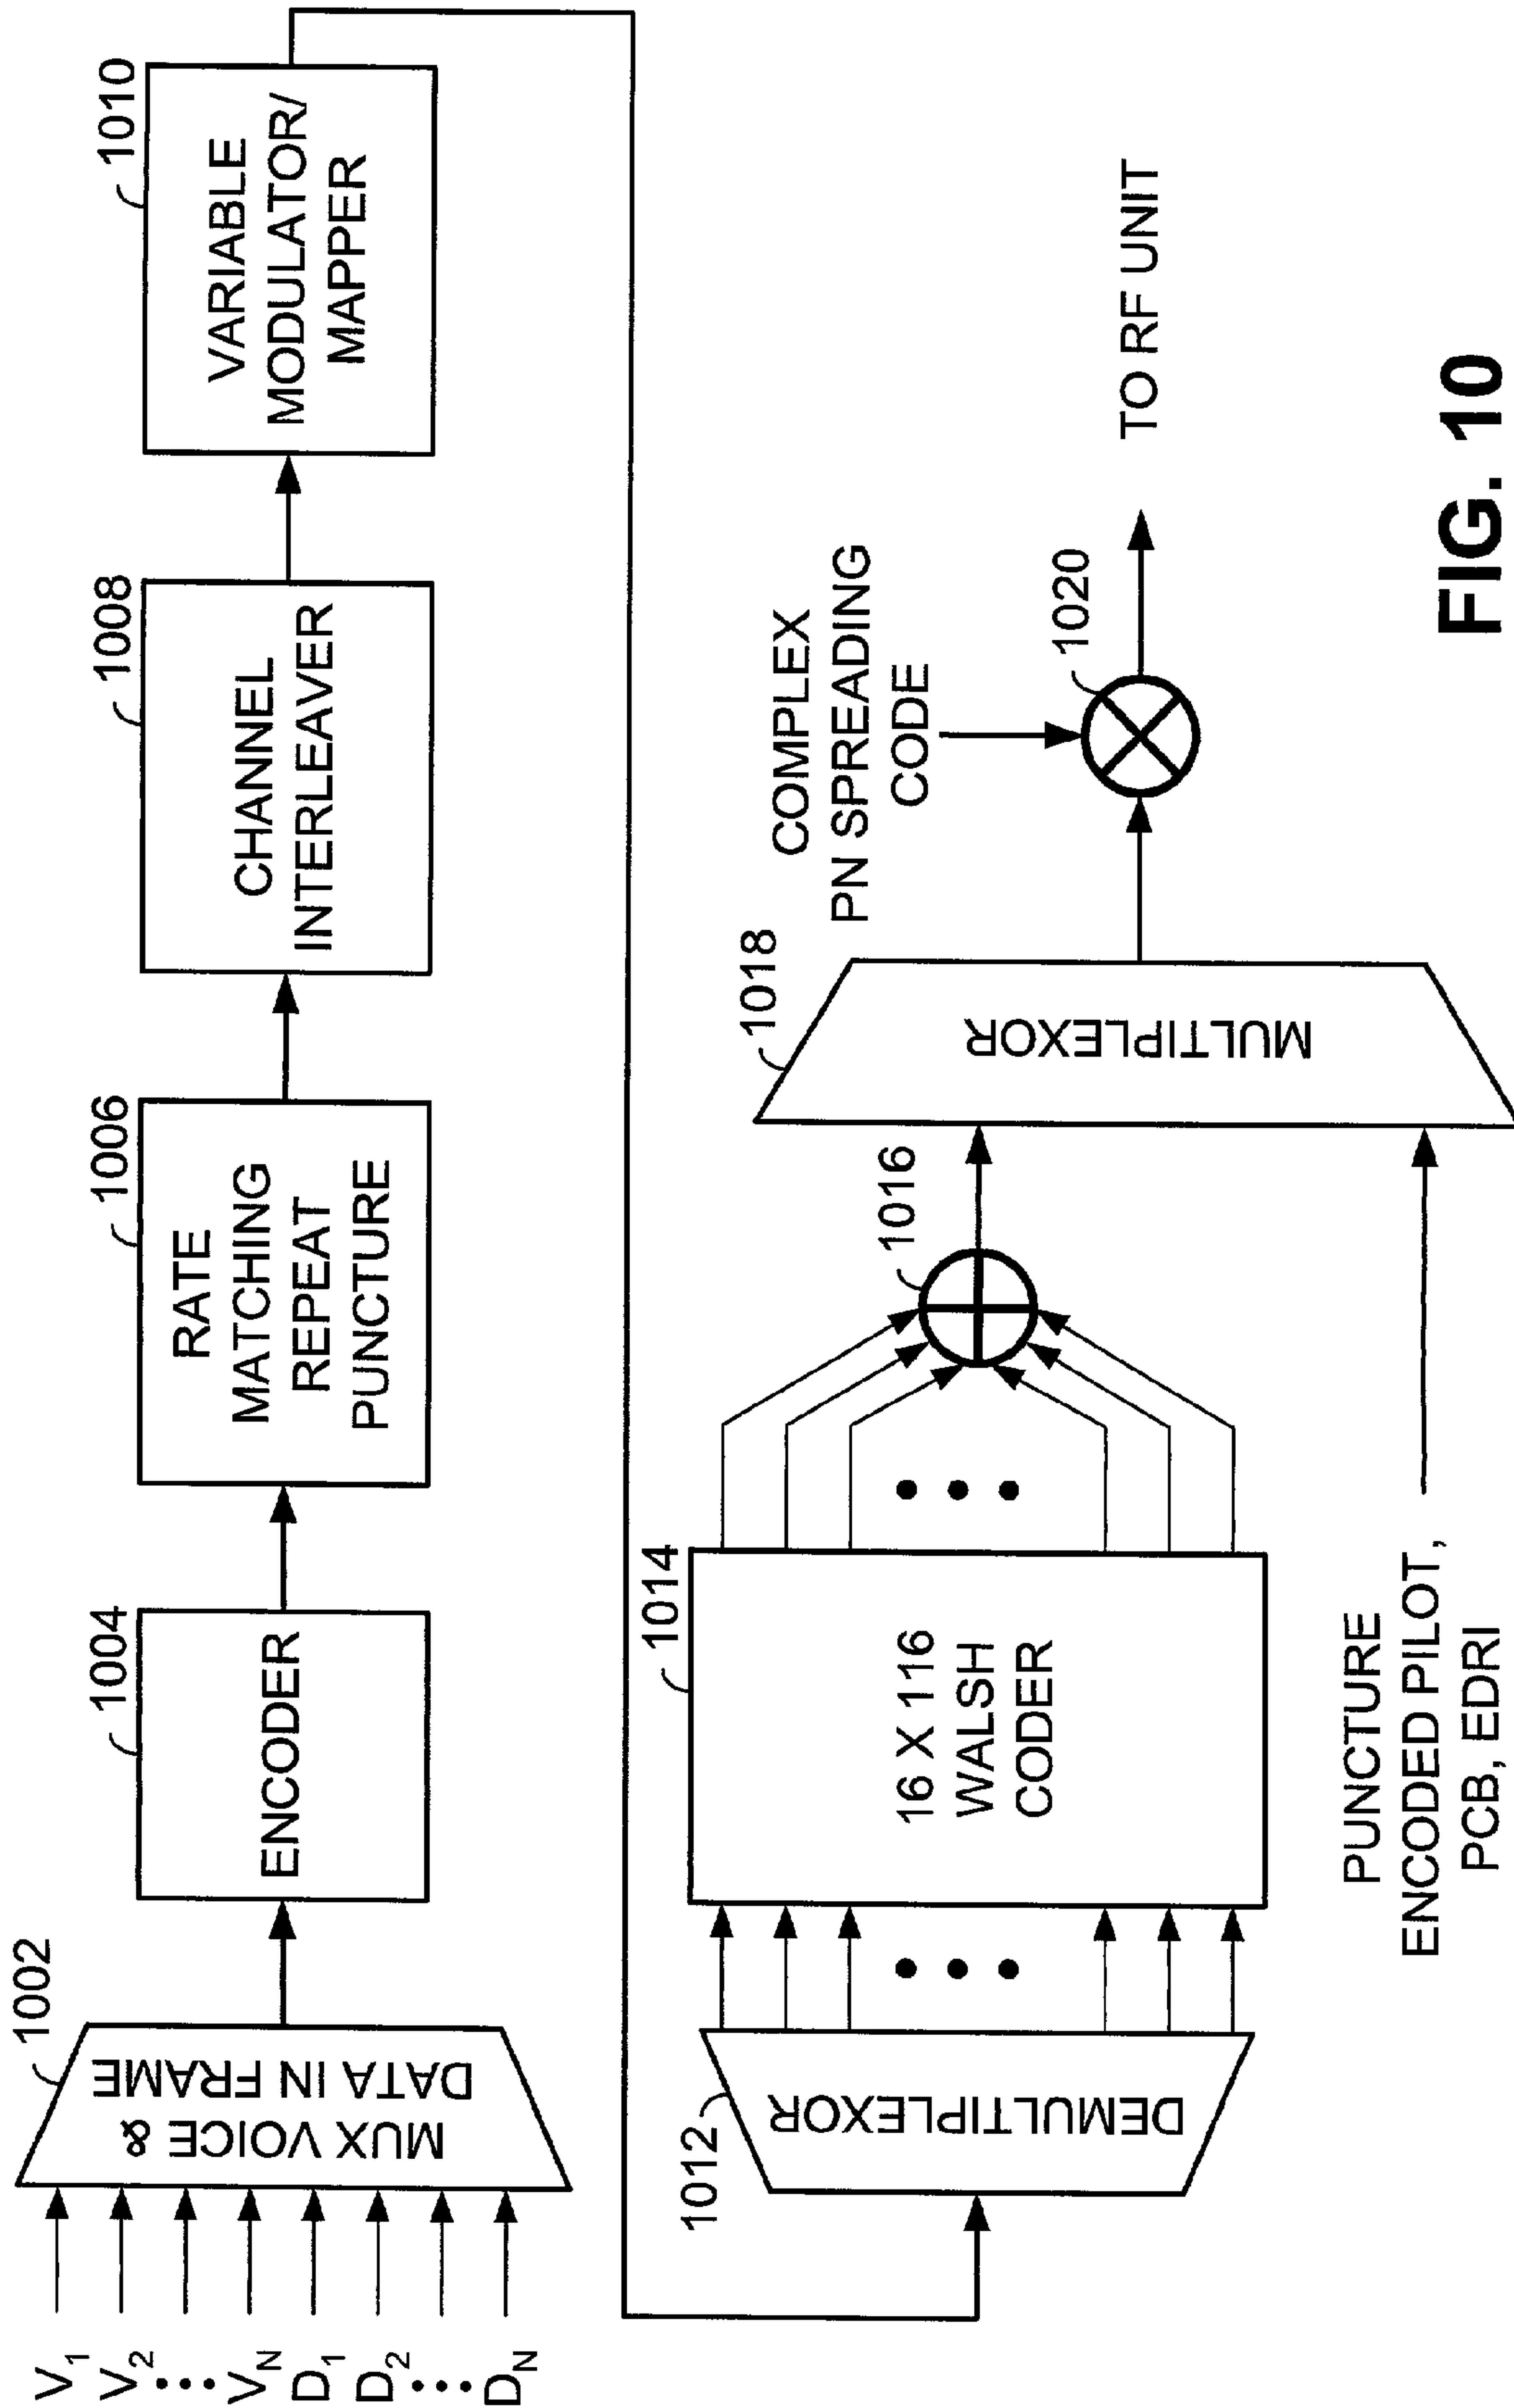 V1
V2
VN
D1
D2
DN
1002
MUX VOICE &
DATA IN FRAME
1004
ENCODER
1006
RATE
MATCHING
REPEAT
PUNCTURE
1008
CHANNEL
INTERLEAVER
1010
VARIABLE
MODULATOR/
MAPPER
1012
DEMULTIPLEXOR
1014
16 X 116
WALSH
CODER
1016
1018
MULTIPLEXOR
PUNCTURE
ENCODED PILOT,
PCB, EDRI
COMPLEX
PN SPREADING
CODE
1020
TO RF UNIT
FIG. 10